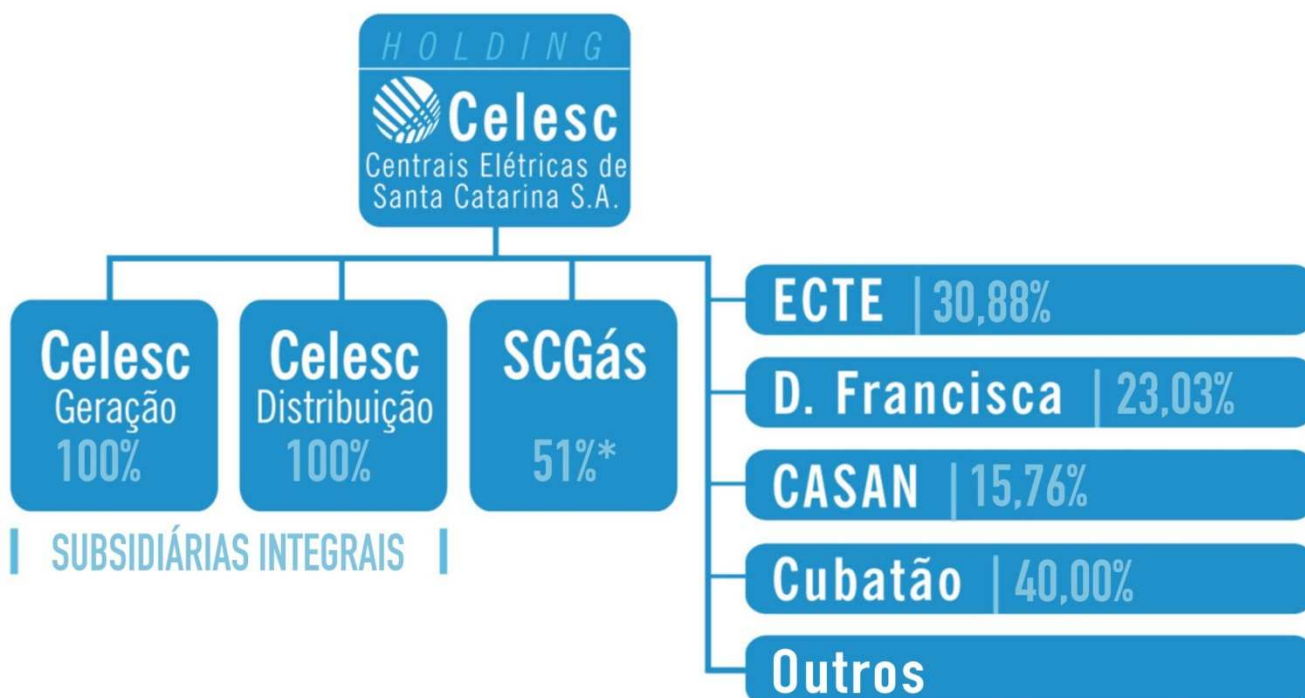 HOLDING
Celesc
Centrais Elétricas de
Santa Catarina S.A.
Celesc
Geração
100%
Celesc
Distribuição
100%
SCGás
51%*
SUBSIDIÁRIAS INTEGRAIS
ECTE | 30,88%
D. Francisca | 23,03%
CASAN | 15,76%
Cubatão | 40,00%
Outros